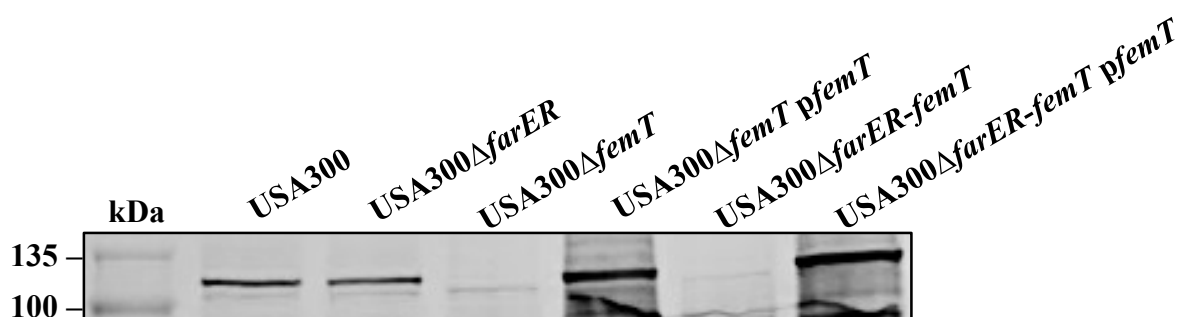 kDa
USA300
USA300ΔfarER
USA300ΔfemT
USA300ΔfemT pfemT
USA300ΔfarER-femT
USA300ΔfarER-femT pfemT
135
100